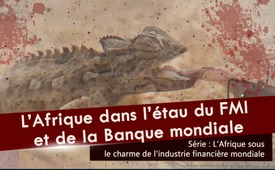 L'Afrique dans l'étau du FMI
et de la Banque mondiale
Série : L'Afrique sous
le charme de l'industrie financière mondiale